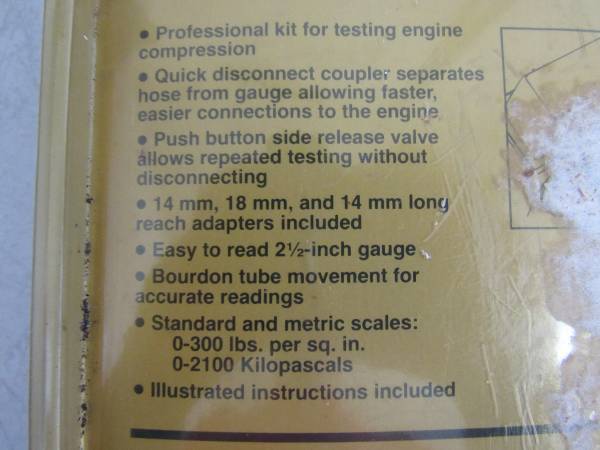 • Professional kit for testing engine
compression
• Quick disconnect coupler separates
hose from gauge allowing faster,
easier connections to the engine
• Push button side release valve
allows repeated testing without
disconnecting
• 14 mm, 18 mm, and 14 mm long
reach adapters included
• Easy to read 2½-inch gauge
• Bourdon tube movement for
accurate readings
• Standard and metric scales:
0-300 lbs. per sq. in.
0-2100 Kilopascals
• Illustrated instructions included